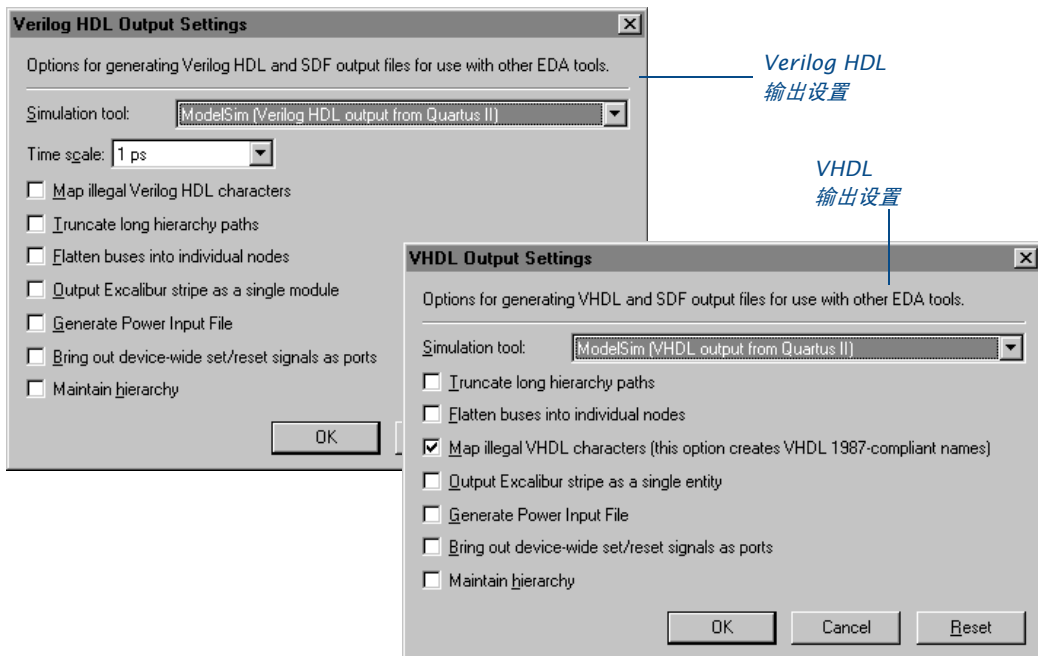 Verilog HDL Output Settings
Options for generating Verilog HDL and SDF output files for use with other EDA tools.
Simulation tool: ModelSim (Verilog HDL output from Quartus II)
Time scale: 1 ps
Map illegal Verilog HDL characters
Truncate long hierarchy paths
Flatten buses into individual nodes
Output Excalibur stripe as a single module
Generate Power Input File
Bring out device-wide set/reset signals as ports
Maintain hierarchy
OK
Verilog HDL
输出设置
VHDL
输出设置
VHDL Output Settings
Options for generating VHDL and SDF output files for use with other EDA tools.
Simulation tool: ModelSim (VHDL output from Quartus II)
Truncate long hierarchy paths
Flatten buses into individual nodes
Map illegal VHDL characters (this option creates VHDL 1987-compliant names)
Output Excalibur stripe as a single entity
Generate Power Input File
Bring out device-wide set/reset signals as ports
Maintain hierarchy
OK Cancel Reset